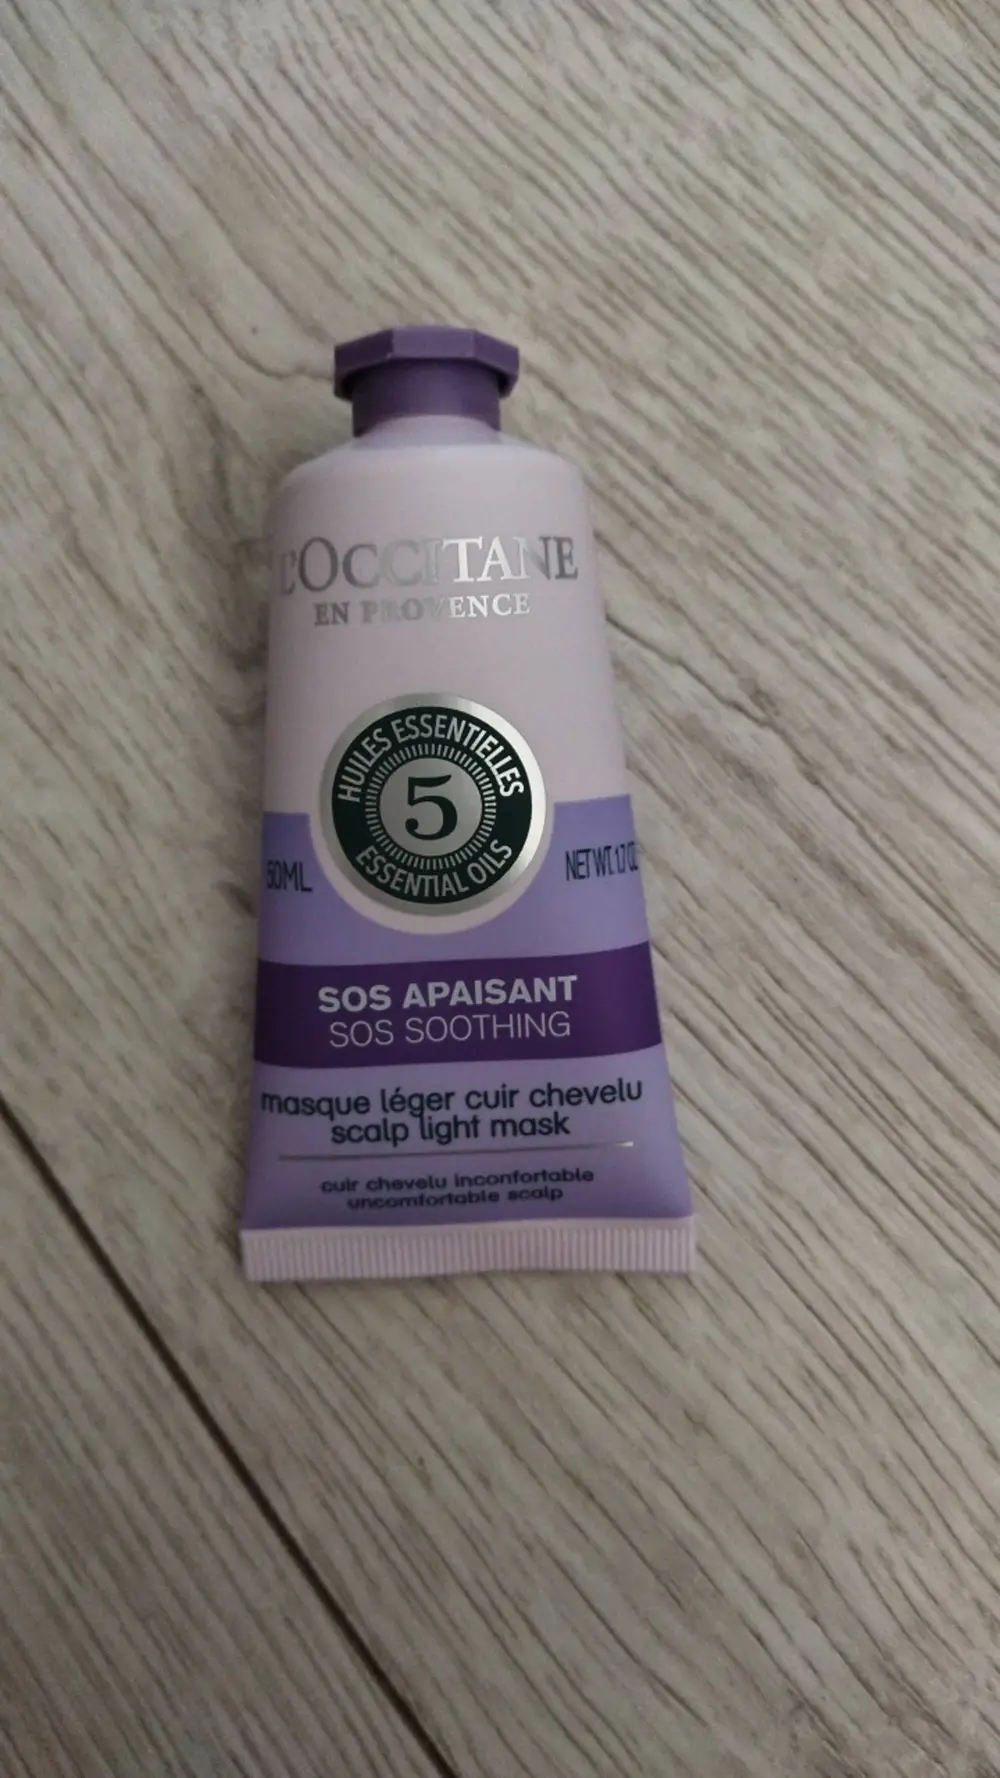 L'OCCITANE
EN PROVENCE
HUILES ESSENTIELLES
5
ESSENTIAL OILS
50ML
NET WT. 1.7 OZ
SOS APAISANT
SOS SOOTHING
masque léger cuir chevelu
scalp light mask
cuir chevelu inconfortable
uncomfortable scalp